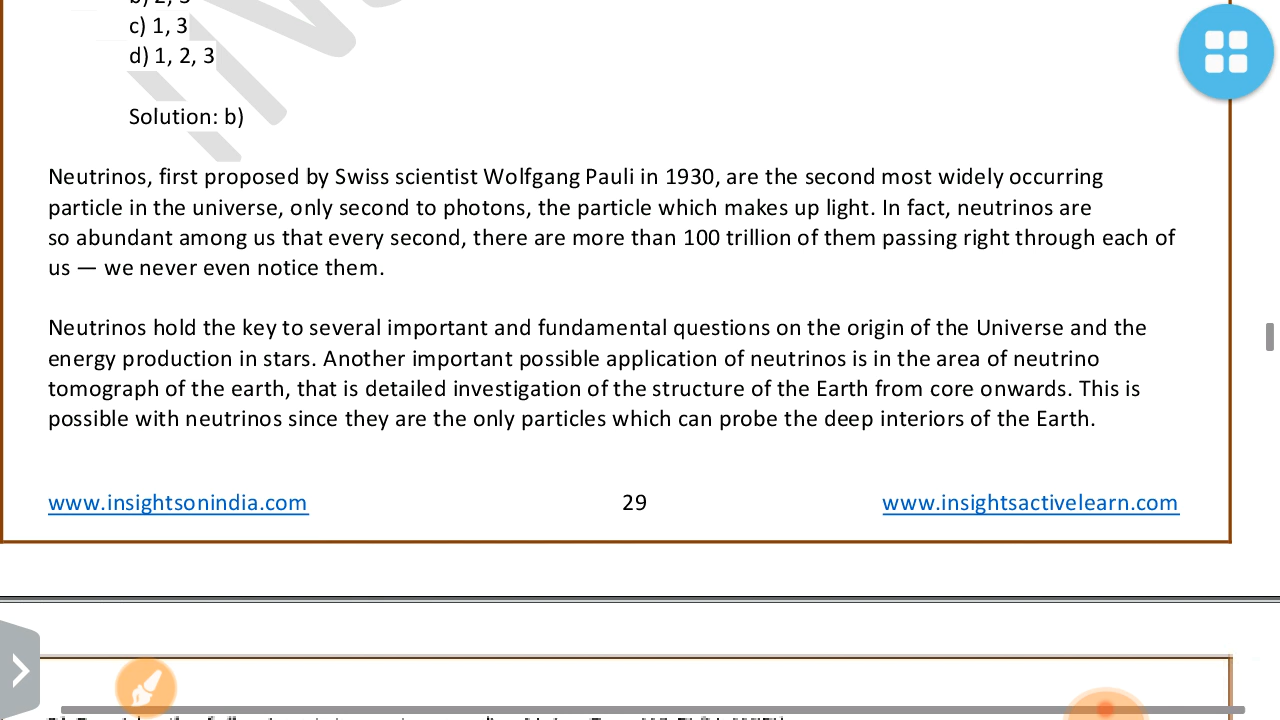 c) 1, 3
d) 1, 2, 3
Solution: b)
Neutrinos, first proposed by Swiss scientist Wolfgang Pauli in 1930, are the second most widely occurring
particle in the universe, only second to photons, the particle which makes up light. In fact, neutrinos are
so abundant among us that every second, there are more than 100 trillion of them passing right through each of
us — we never even notice them.
Neutrinos hold the key to several important and fundamental questions on the origin of the Universe and the
energy production in stars. Another important possible application of neutrinos is in the area of neutrino
tomograph of the earth, that is detailed investigation of the structure of the Earth from core onwards. This is
possible with neutrinos since they are the only particles which can probe the deep interiors of the Earth.
www.insightsonindia.com 29 www.insightsactivelearn.com